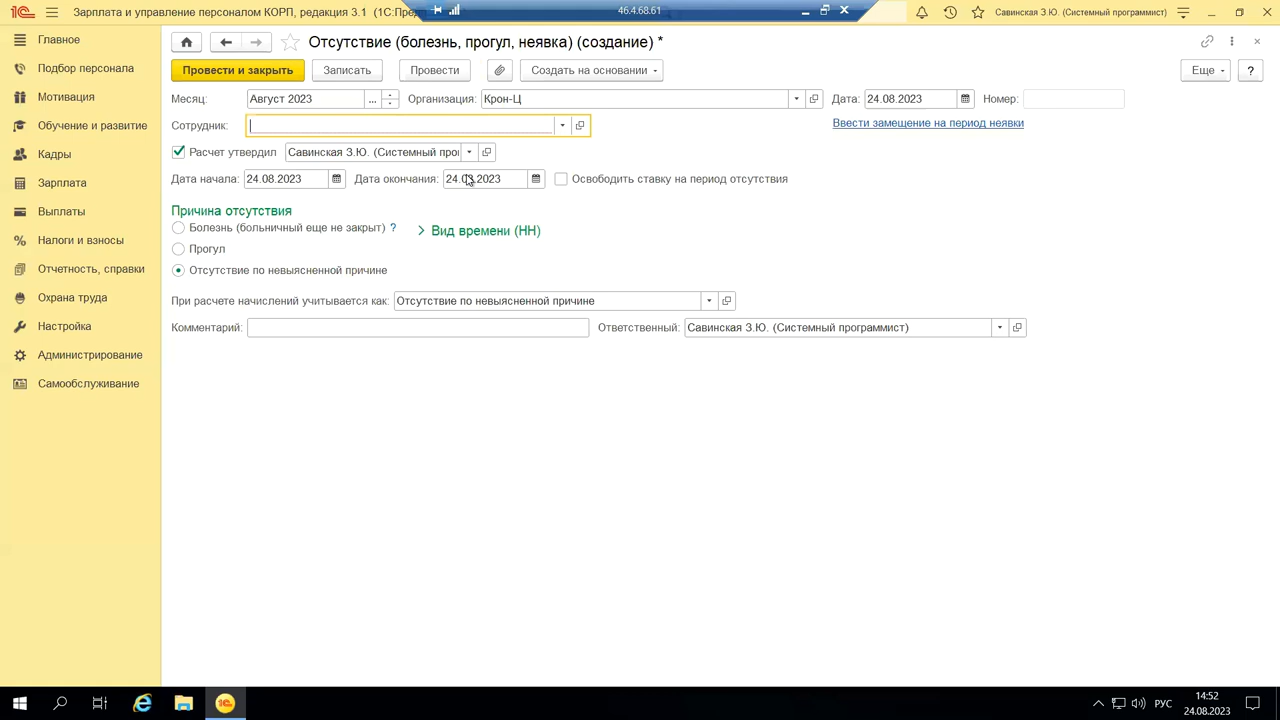 Зарплата и управление персоналом КОРП, редакция 3.1 (1С:Пре
46.4.68.61
Савинская З.Ю. (Системный программист)
Главное
Подбор персонала
Мотивация
Обучение и развитие
Кадры
Зарплата
Выплаты
Налоги и взносы
Отчетность, справки
Охрана труда
Настройка
Администрирование
Самообслуживание
Отсутствие (болезнь, прогул, неявка) (создание) *
Провести и закрыть Записать Провести Создать на основании Еще ?
Месяц: Август 2023 ... Организация: Крон-Ц Дата: 24.08.2023 Номер:
Сотрудник: Ввести замещение на период неявки
Расчет утвердил Савинская З.Ю. (Системный про
Дата начала: 24.08.2023 Дата окончания: 24. 2023 Освободить ставку на период отсутствия
Причина отсутствия
Болезнь (больничный еще не закрыт) ? Вид времени (НН)
Прогул
Отсутствие по невыясненной причине
При расчете начислений учитывается как: Отсутствие по невыясненной причине
Комментарий: Ответственный: Савинская З.Ю. (Системный программист)
РУС 14:52
24.08.2023